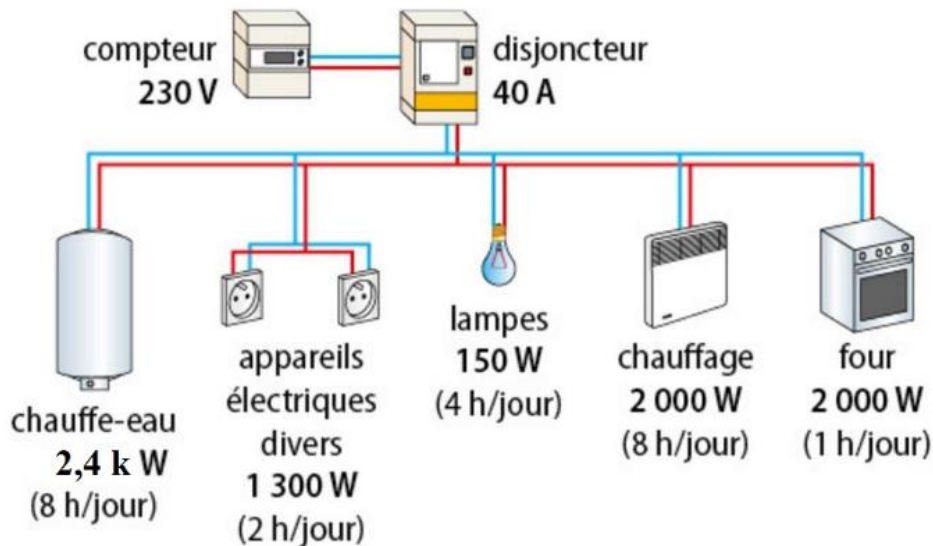 compteur
230 V
disjoncteur
40 A
chauffe-eau
2,4 k W
(8 h/jour)
appareils
électriques
divers
1 300 W
(2 h/jour)
lampes
150 W
(4 h/jour)
chauffage
2 000 W
(8 h/jour)
four
2 000 W
(1 h/jour)